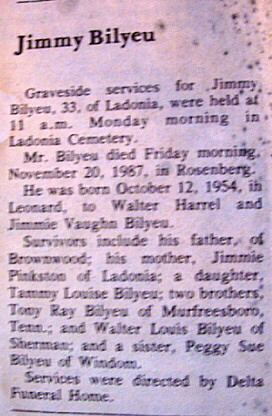 Jimmy Bilyeu
Graveside services for Jimmy
Bilyeu, 33, of Ladonia, were held at
11 a.m. Monday morning in
Ladonia Cemetery.
Mr. Bilyeu died Friday morning,
November 20, 1987, in Rosenberg.
He was born October 12, 1954, in
Leonard, to Walter Harrel and
Jimmie Vaughn Bilyeu.
Survivors include his father, of
Brownwood; his mother, Jimmie
Pinkston of Ladonia; a daughter,
Tammy Louise Bilyeu; two brothers,
Tony Ray Bilyeu of Murfreesboro,
Tenn.; and Walter Louis Bilyeu of
Sherman; and a sister, Peggy Sue
Bilyeu of Windom.
Services were directed by Delta
Funeral Home.